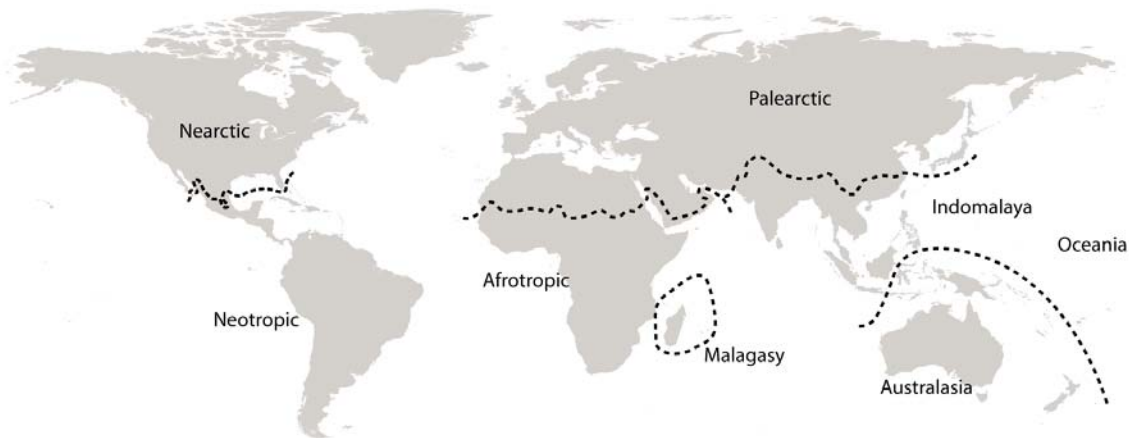 Palearctic
Nearctic
Indomalaya
Oceania
Afrotropic
Neotropic
Malagasy
Australasia